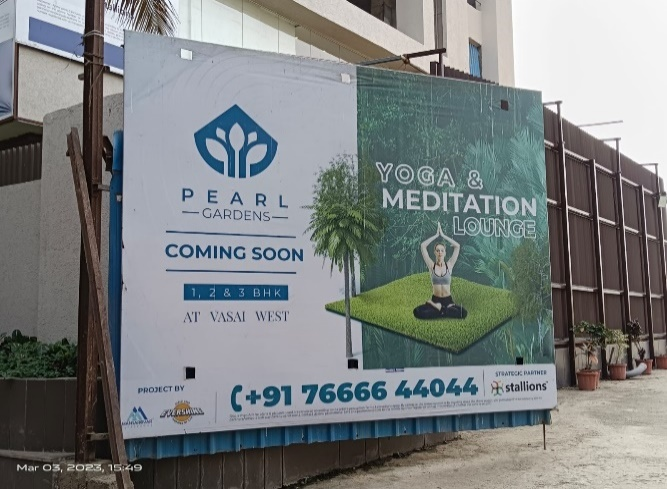 PEARL
GARDENS
COMING SOON
1, 2 & 3 BHK
AT VASAI WEST
YOGA &
MEDITATION
LOUNGE
PROJECT BY
EVERSHINE
+91 76666 44044
STRATEGIC PARTNER
stallions
Mar 03, 2023, 15:49